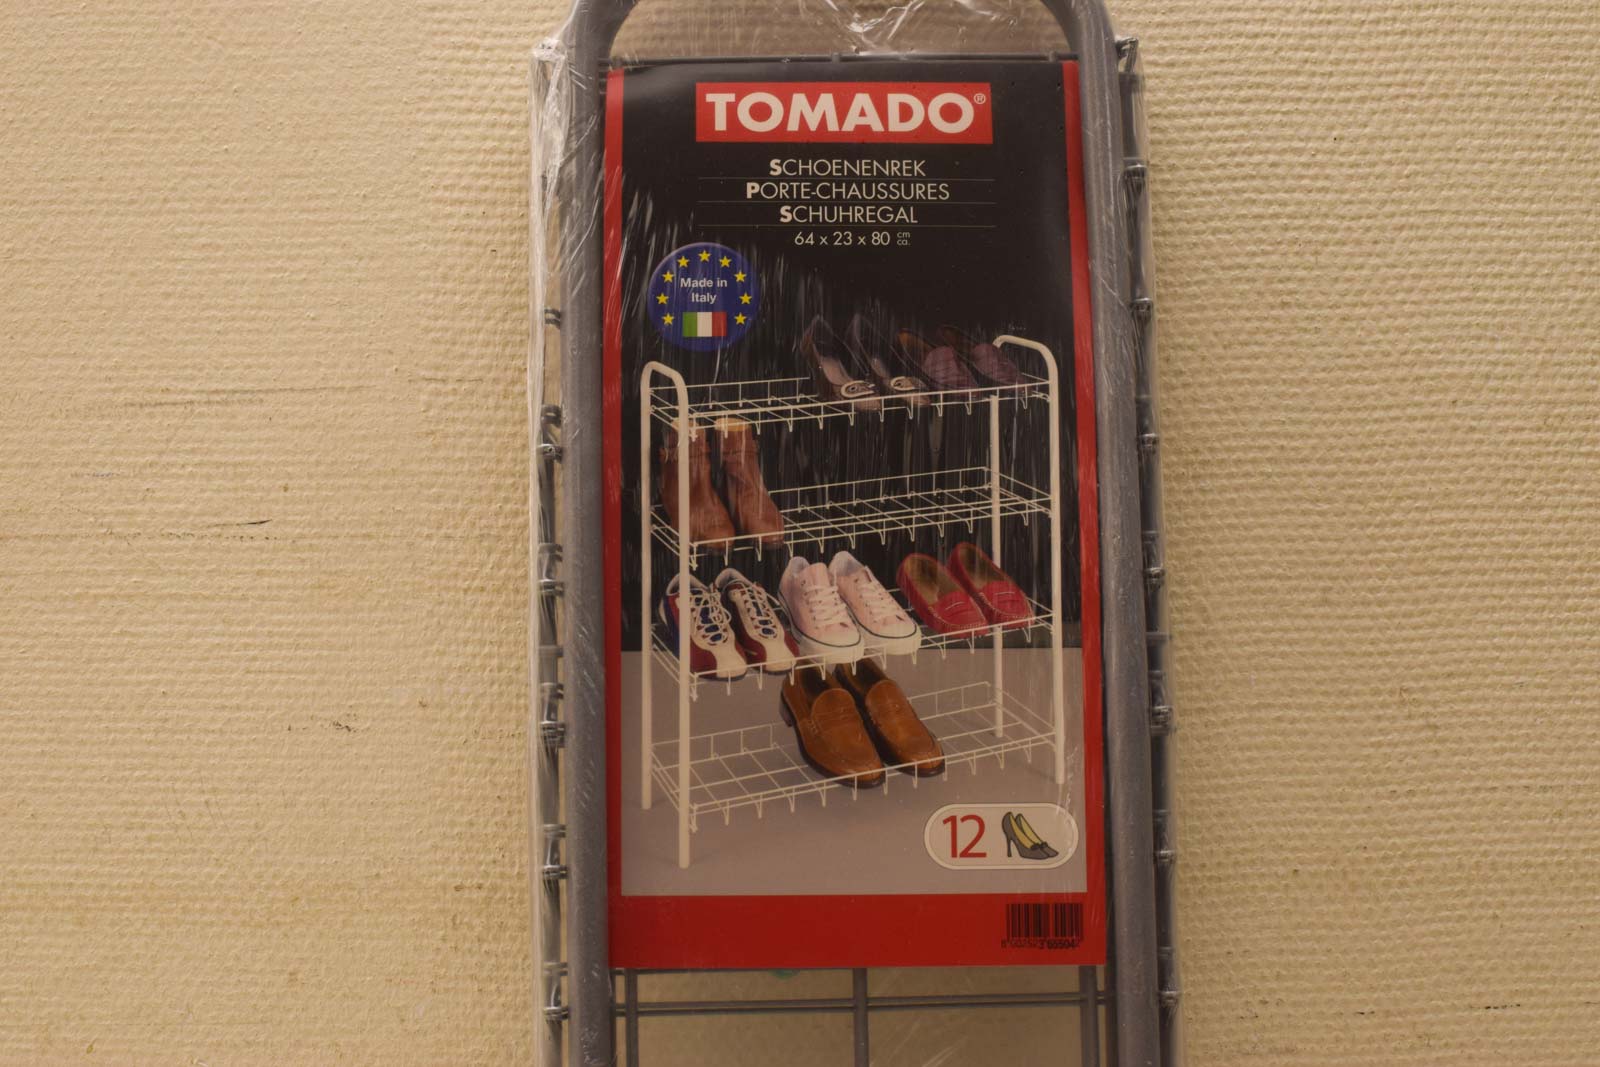 TOMADO®
SCHOENENREK
PORTE-CHAUSSURES
SCHUHREGAL
64 x 23 x 80 cm ca.
Made in
Italy
12